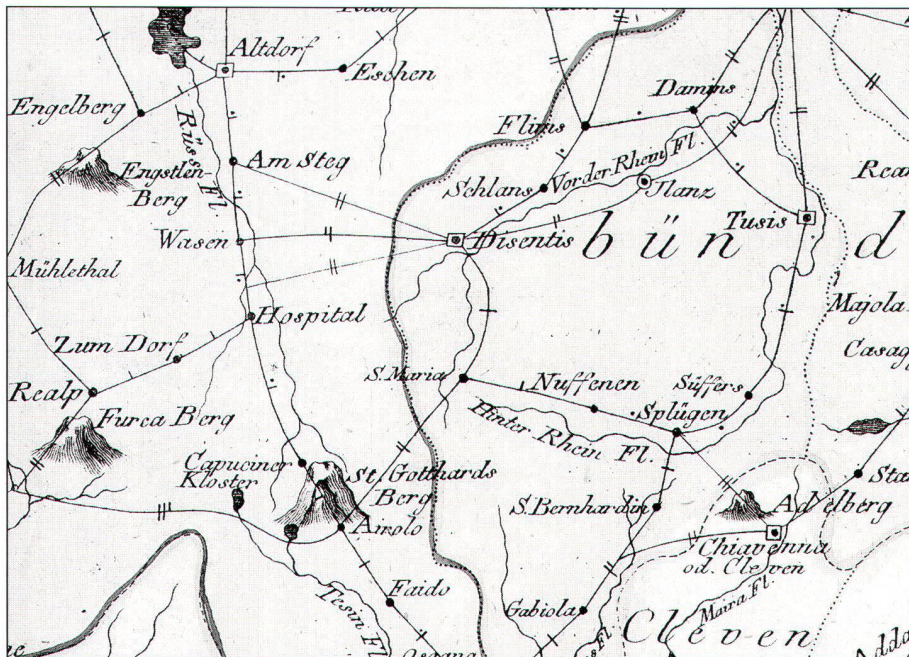 Altdorf
Eschen
Engelberg
Rüss Fl
Engstlen-
Berg
Am Steg
Damins
Flims
Vorder Rhein Fl.
Schlans
Ilanz
Tusis
Wasen
Disentis
bün d
Mühlethal
Hospital
Majola
Zum Dorf
Realp
S. Maria
Nuffenen
Süffers
Splügen
Furca Berg
Hinter Rhein Fl.
Capuciner
Kloster
St. Gotthards
Berg
Airolo
S. Bernhardin
Adelberg
Chiavenna
od. Cleven
Faido
Tesin Fl
Gabiola
Maira Fl.
Cleven